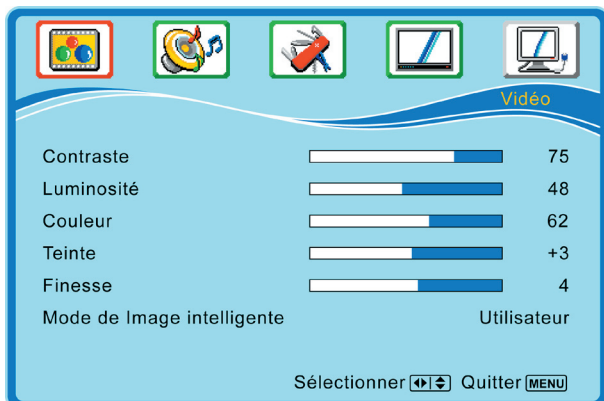 Vidéo
Contraste 75
Luminosité 48
Couleur 62
Teinte +3
Finesse 4
Mode de Image intelligente Utilisateur
Sélectionner Quitter MENU